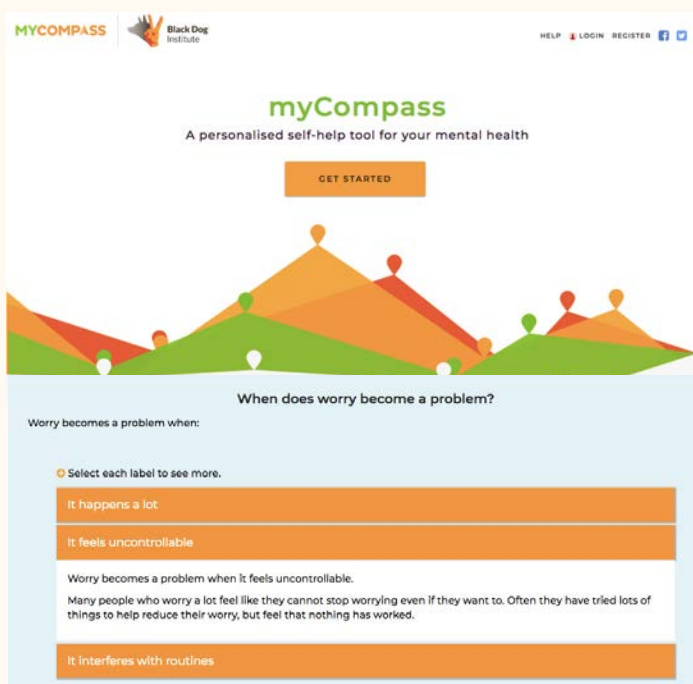 MYCOMPASS
Black Dog
Institute
HELP LOGIN REGISTER
myCompass
A personalised self-help tool for your mental health
GET STARTED
When does worry become a problem?
Worry becomes a problem when:
Select each label to see more.
It happens a lot
It feels uncontrollable
Worry becomes a problem when it feels uncontrollable.
Many people who worry a lot feel like they cannot stop worrying even if they want to. Often they have tried lots of
things to help reduce their worry, but feel that nothing has worked.
It interferes with routines